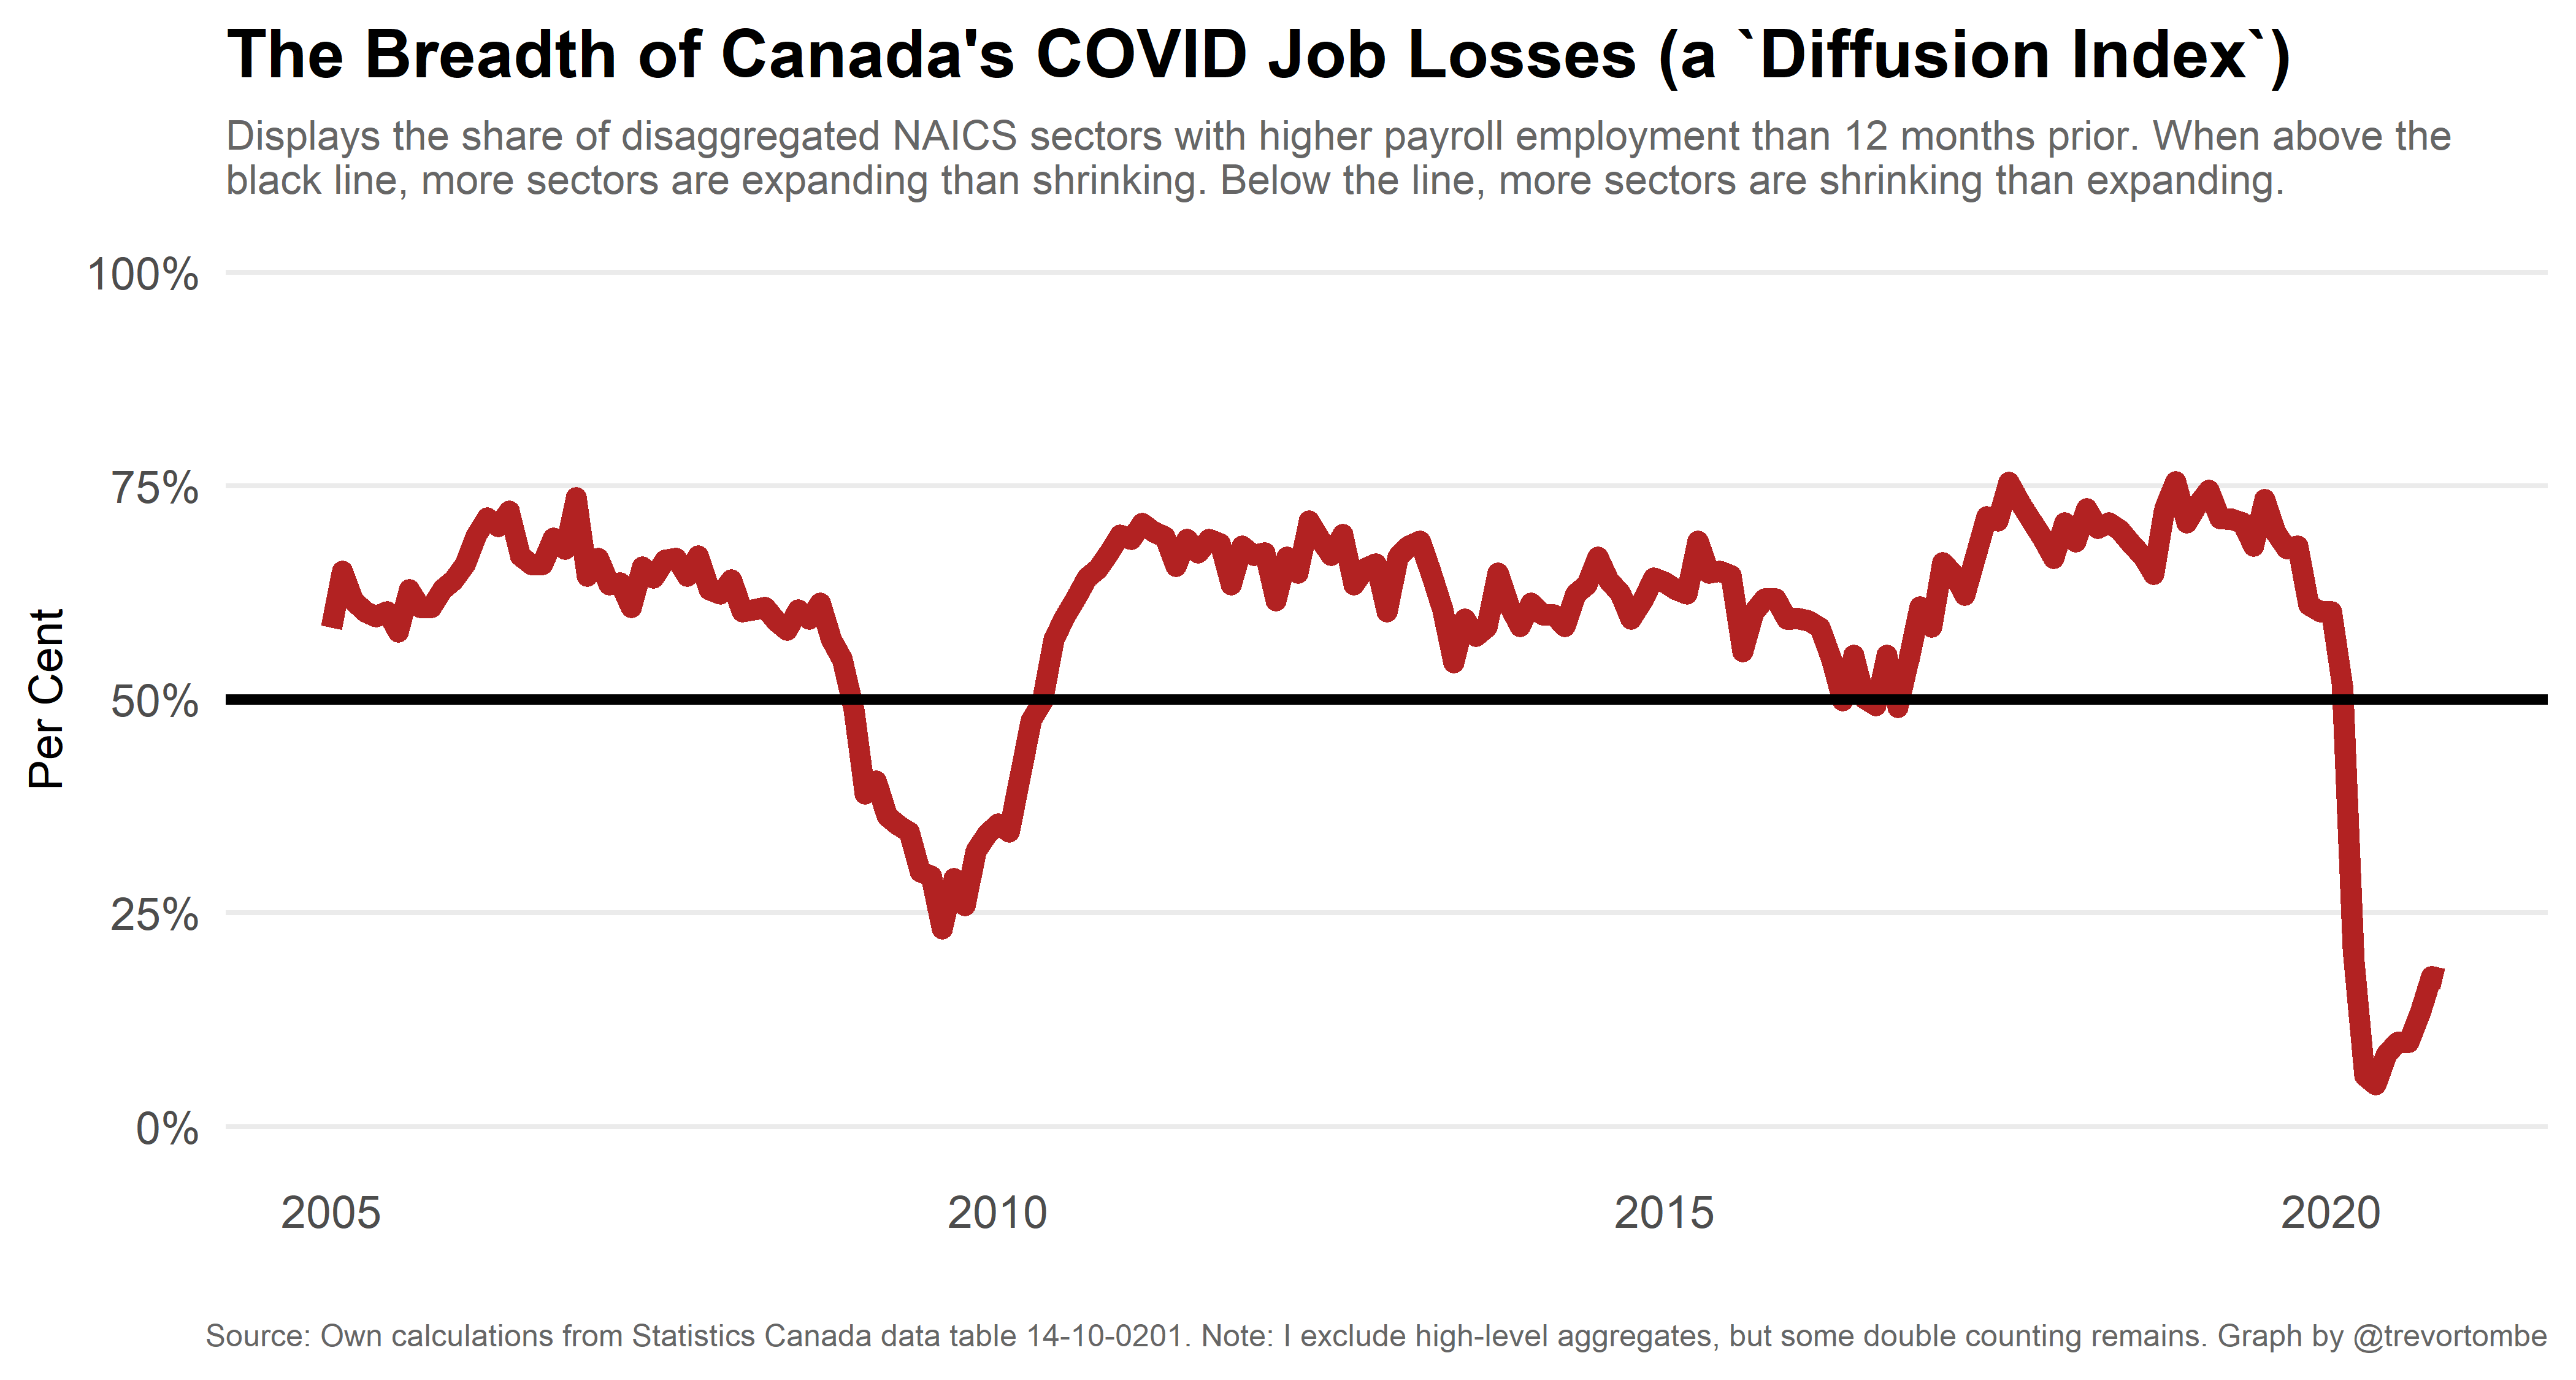 The Breadth of Canada's COVID Job Losses (a `Diffusion Index`)
Displays the share of disaggregated NAICS sectors with higher payroll employment than 12 months prior. When above the
black line, more sectors are expanding than shrinking. Below the line, more sectors are shrinking than expanding.
100%
75%
50%
25%
0%
Per Cent
2005
2010
2015
2020
Source: Own calculations from Statistics Canada data table 14-10-0201. Note: I exclude high-level aggregates, but some double counting remains. Graph by @trevortombe